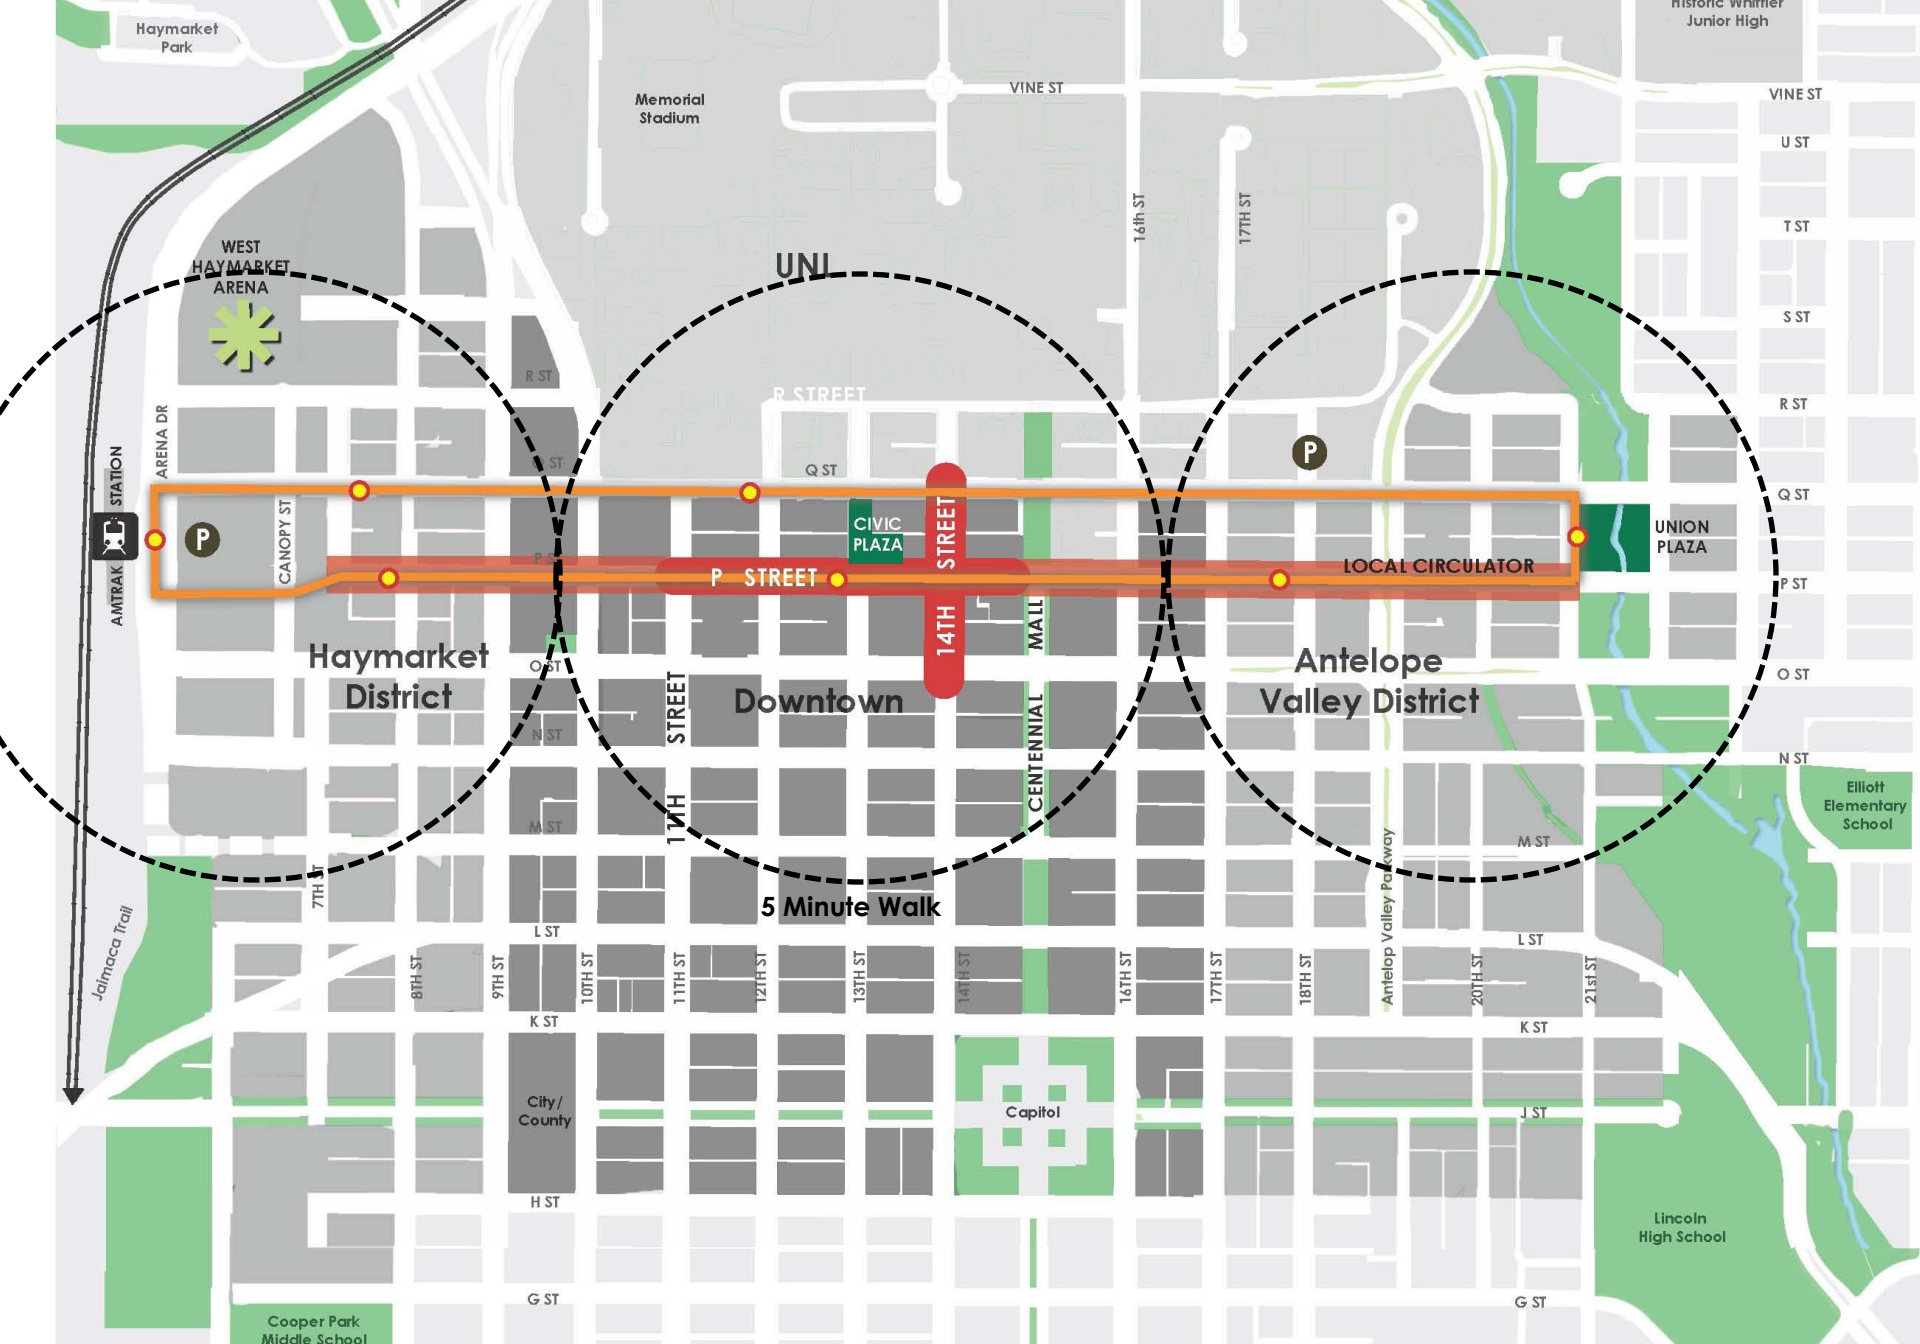 Haymarket
Park
Historic Whittier
Junior High
Memorial
Stadium
VINE ST
VINE ST
U ST
16th ST
17TH ST
T ST
WEST
HAYMARKET
ARENA
UNI
S ST
R ST
R STREET
R ST
ARENA DR
Q ST
Q ST
Q ST
P
AMTRAK STATION
P
CANOPY ST
CIVIC
PLAZA
14TH STREET
UNION
PLAZA
P ST
P STREET
LOCAL CIRCULATOR
P ST
Haymarket
District
O ST
11TH STREET
Downtown
CENTENNIAL MALL
Antelope
Valley District
O ST
N ST
N ST
Elliott
Elementary
School
M ST
M ST
7TH ST
5 Minute Walk
Antelop Valley Parkway
Jaimaca Trail
L ST
L ST
8TH ST
9TH ST
10TH ST
11TH ST
12TH ST
13TH ST
14TH ST
16TH ST
17TH ST
18TH ST
20TH ST
21st ST
K ST
K ST
City/
County
Capitol
J ST
H ST
Lincoln
High School
G ST
G ST
Cooper Park
Middle School